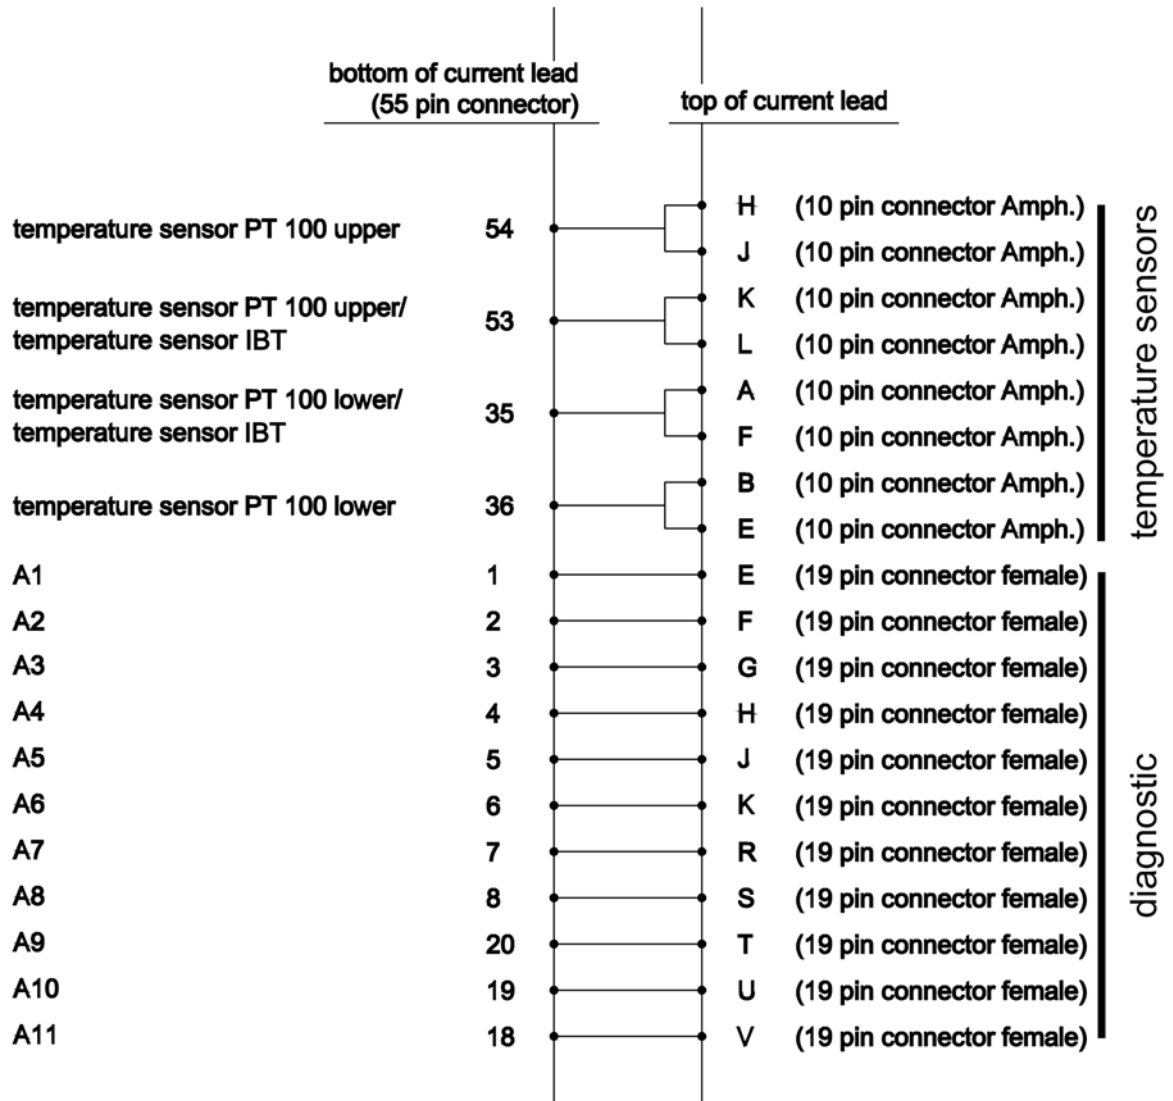 bottom of current lead
(55 pin connector)
top of current lead
temperature sensor PT 100 upper 54 H (10 pin connector Amph.)
J (10 pin connector Amph.)
temperature sensor PT 100 upper/
temperature sensor IBT 53 K (10 pin connector Amph.)
L (10 pin connector Amph.)
temperature sensor PT 100 lower/
temperature sensor IBT 35 A (10 pin connector Amph.)
F (10 pin connector Amph.)
temperature sensor PT 100 lower 36 B (10 pin connector Amph.)
E (10 pin connector Amph.)
temperature sensors
A1 1 E (19 pin connector female)
A2 2 F (19 pin connector female)
A3 3 G (19 pin connector female)
A4 4 H (19 pin connector female)
A5 5 J (19 pin connector female)
A6 6 K (19 pin connector female)
A7 7 R (19 pin connector female)
A8 8 S (19 pin connector female)
A9 20 T (19 pin connector female)
A10 19 U (19 pin connector female)
A11 18 V (19 pin connector female)
diagnostic